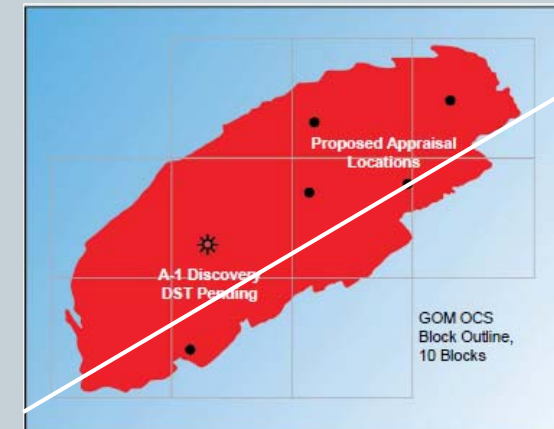 Proposed Appraisal
Locations
A-1 Discovery
DST Pending
GOM OCS
Block Outline,
10 Blocks